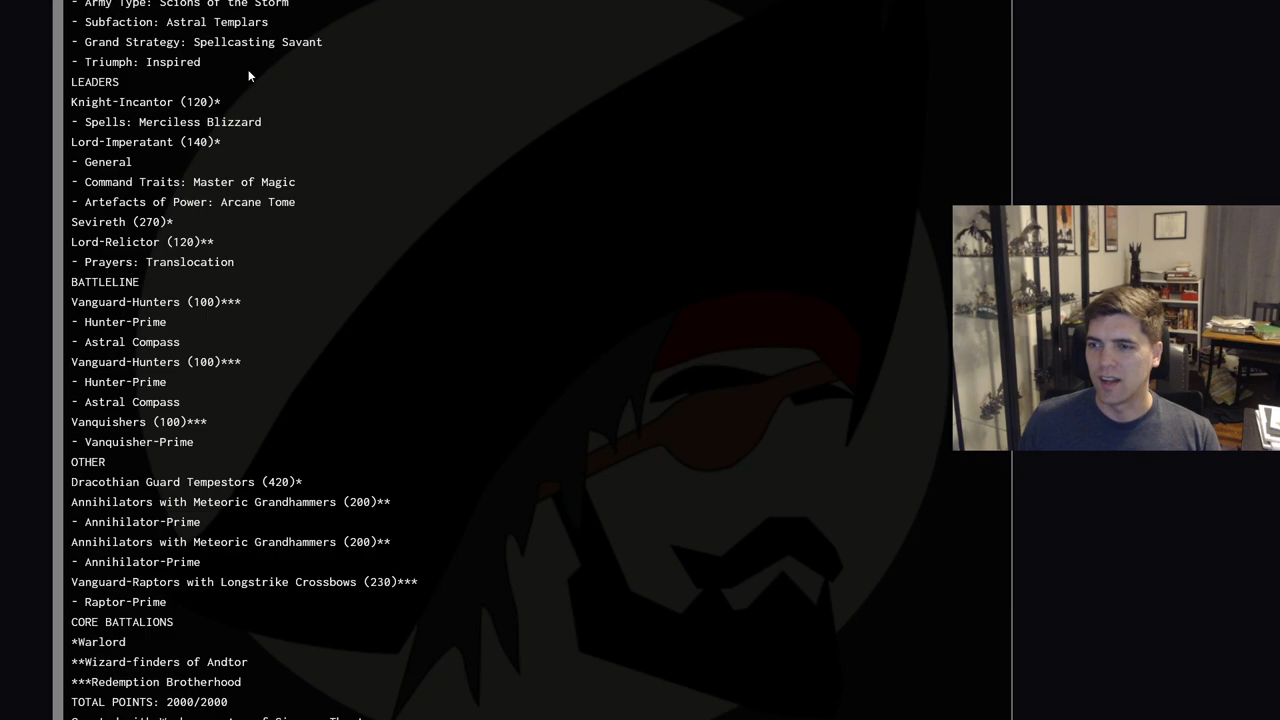 - Army Type: Scions of the Storm
- Subfaction: Astral Templars
- Grand Strategy: Spellcasting Savant
- Triumph: Inspired
LEADERS
Knight-Incantor (120)*
- Spells: Merciless Blizzard
Lord-Imperatant (140)*
- General
- Command Traits: Master of Magic
- Artefacts of Power: Arcane Tome
Sevireth (270)*
Lord-Relictor (120)**
- Prayers: Translocation
BATTLELINE
Vanguard-Hunters (100)***
- Hunter-Prime
- Astral Compass
Vanguard-Hunters (100)***
- Hunter-Prime
- Astral Compass
Vanquishers (100)***
- Vanquisher-Prime
OTHER
Dracothian Guard Tempestors (420)*
Annihilators with Meteoric Grandhammers (200)**
- Annihilator-Prime
Annihilators with Meteoric Grandhammers (200)**
- Annihilator-Prime
Vanguard-Raptors with Longstrike Crossbows (230)***
- Raptor-Prime
CORE BATTALIONS
*Warlord
**Wizard-finders of Andtor
***Redemption Brotherhood
TOTAL POINTS: 2000/2000